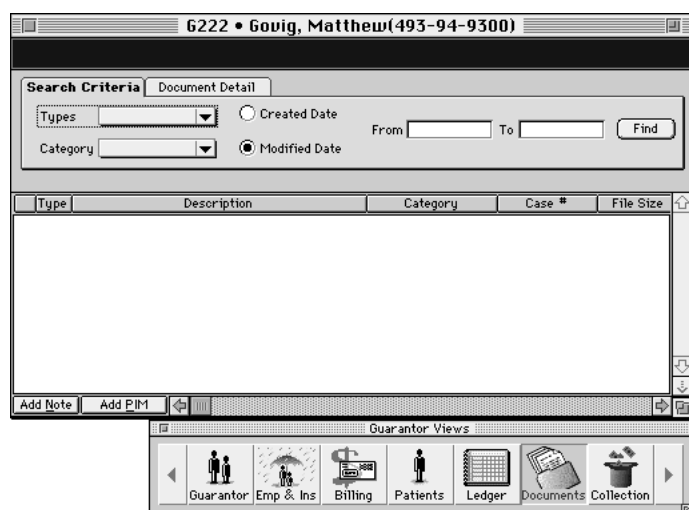 G222 • Govig, Matthew(493-94-9300)
Search Criteria Document Detail
Types Created Date
From To Find
Category Modified Date
Type Description Category Case # File Size
Add Note Add PIM
Guarantor Views
Guarantor Emp & Ins Billing Patients Ledger Documents Collection